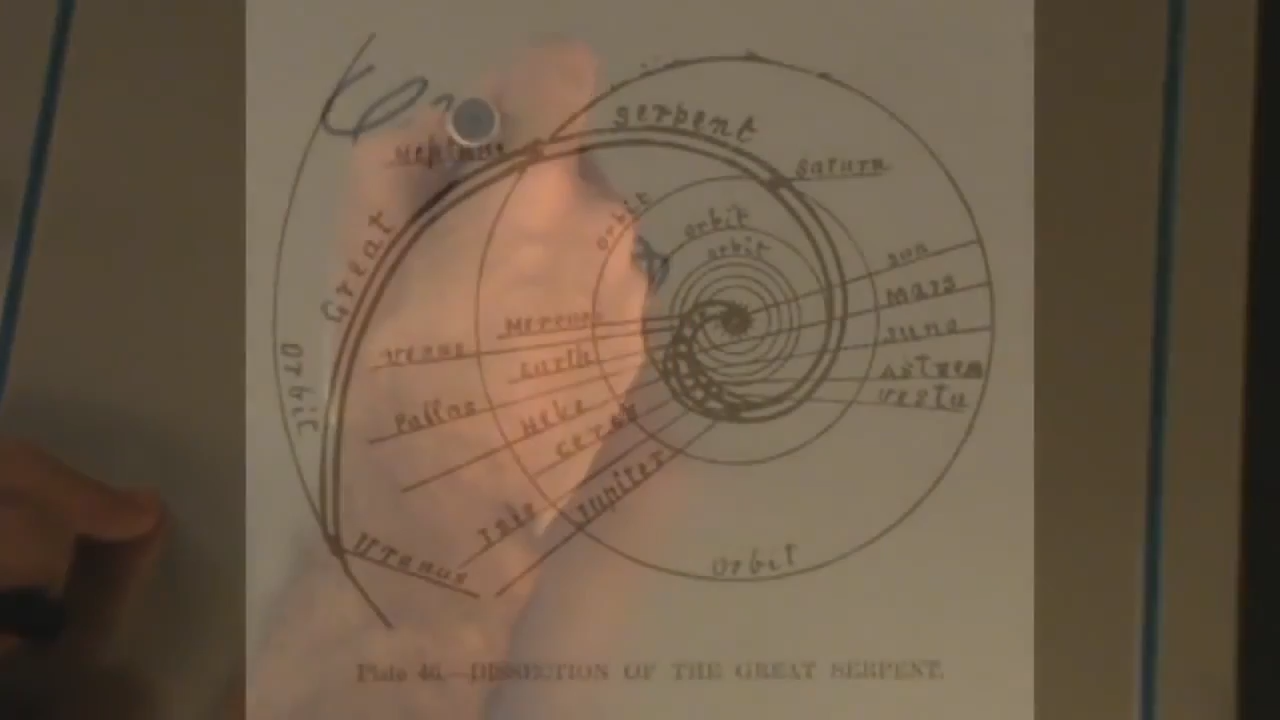 Neptune
Serpent
Saturn
Great
orbit
orbit
orbit
sun
Mars
Juno
Mercu
Venus
Earth
Astrea
Vesta
Pallas
Hebe
Ceres
orbit
Isis
Jupiter
Uranus
orbit
Plate 46.—DISSECTION OF THE GREAT SERPENT.